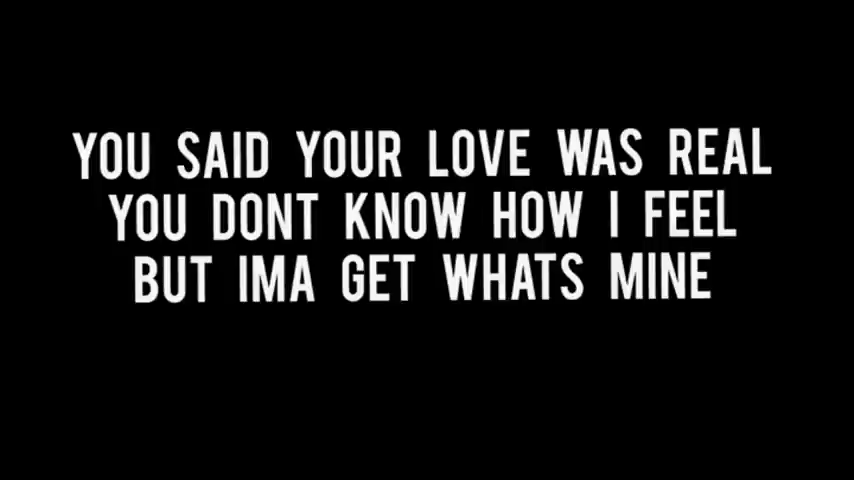 YOU SAID YOUR LOVE WAS REAL
YOU DONT KNOW HOW I FEEL
BUT IMA GET WHATS MINE